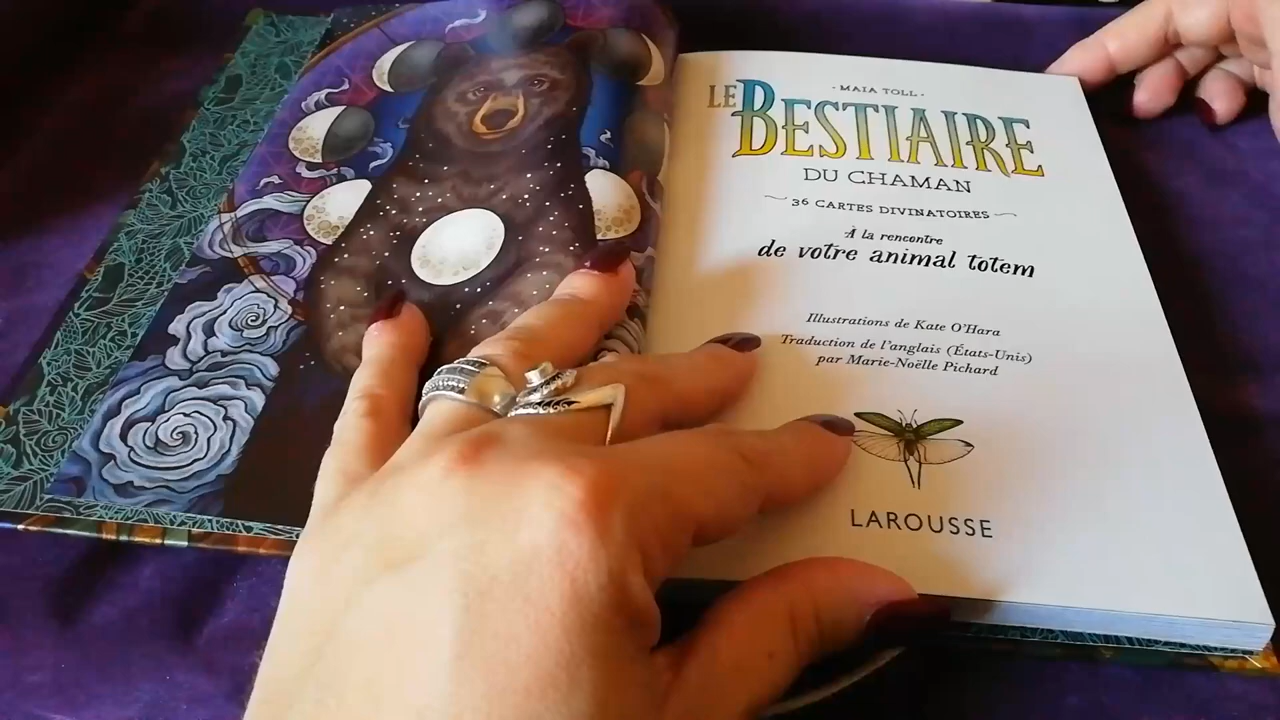 · MAIA TOLL ·
LE BESTIAIRE
DU CHAMAN
36 CARTES DIVINATOIRES
À la rencontre
de votre animal totem
Illustrations de Kate O'Hara
Traduction de l'anglais (États-Unis)
par Marie-Noëlle Pichard
LAROUSSE